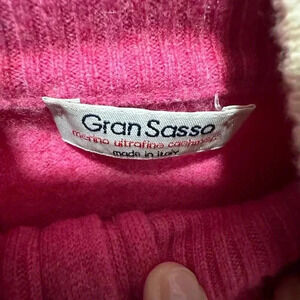 Gran Sasso
merino ultrafine cashmere
made in italy